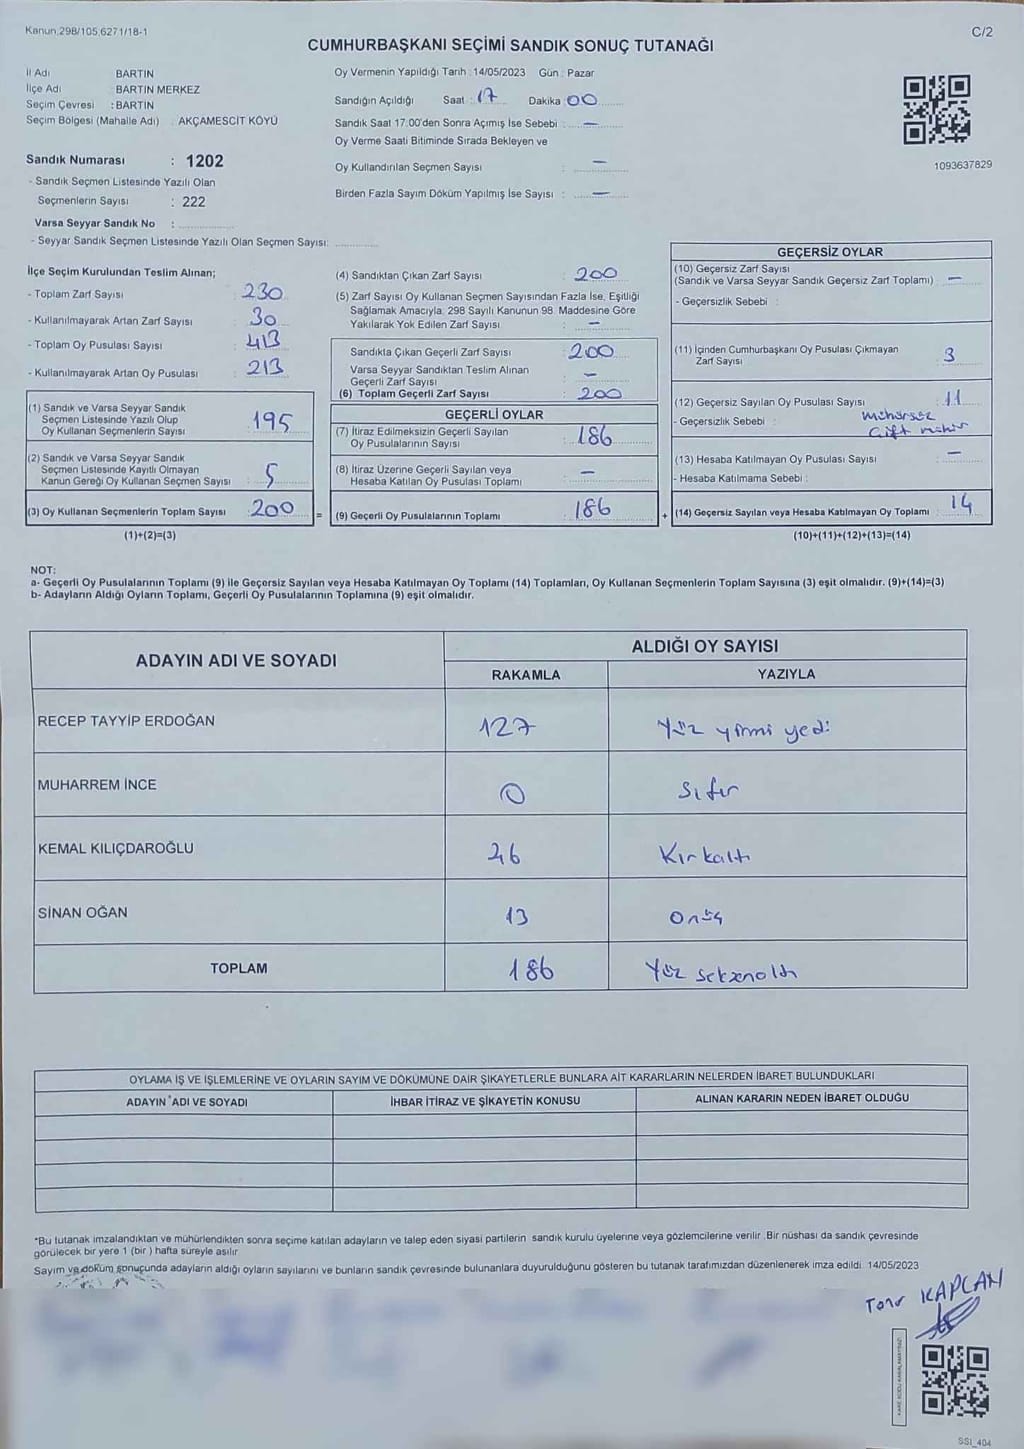 Kanun,298/105,6271/18-1
C/2
CUMHURBAŞKANI SEÇİMİ SANDIK SONUÇ TUTANAĞI
İl Adı BARTIN
İlçe Adı BARTIN MERKEZ
Seçim Çevresi : BARTIN
Seçim Bölgesi (Mahalle Adı) : AKÇAMESCİT KÖYÜ
Sandık Numarası : 1202
- Sandık Seçmen Listesinde Yazılı Olan
Seçmenlerin Sayısı : 222
Varsa Seyyar Sandık No :
- Seyyar Sandık Seçmen Listesinde Yazılı Olan Seçmen Sayısı:
Oy Vermenin Yapıldığı Tarih : 14/05/2023 Gün : Pazar
Sandığın Açıldığı Saat : 17 Dakika : 00
Sandık Saat 17:00'den Sonra Açımış İse Sebebi : —
Oy Verme Saati Bitiminde Sırada Bekleyen ve
Oy Kullandırılan Seçmen Sayısı : —
Birden Fazla Sayım Döküm Yapılmış İse Sayısı : —
1093637829
İlçe Seçim Kurulundan Teslim Alınan;
- Toplam Zarf Sayısı : 230
- Kullanılmayarak Artan Zarf Sayısı : 30
- Toplam Oy Pusulası Sayısı : 413
- Kullanılmayarak Artan Oy Pusulası : 213
(1) Sandık ve Varsa Seyyar Sandık
Seçmen Listesinde Yazılı Olup
Oy Kullanan Seçmenlerin Sayısı : 195
(2) Sandık ve Varsa Seyyar Sandık
Seçmen Listesinde Kayıtlı Olmayan
Kanun Gereği Oy Kullanan Seçmen Sayısı : 5
(3) Oy Kullanan Seçmenlerin Toplam Sayısı : 200
(1)+(2)=(3)
(4) Sandıktan Çıkan Zarf Sayısı : 200
(5) Zarf Sayısı Oy Kullanan Seçmen Sayısından Fazla İse, Eşitliği
Sağlamak Amacıyla, 298 Sayılı Kanunun 98. Maddesine Göre
Yakılarak Yok Edilen Zarf Sayısı : —
Sandıkta Çıkan Geçerli Zarf Sayısı : 200
Varsa Seyyar Sandıktan Teslim Alınan
Geçerli Zarf Sayısı : —
(6) Toplam Geçerli Zarf Sayısı : 200
GEÇERLİ OYLAR
(7) İtiraz Edilmeksizin Geçerli Sayılan
Oy Pusulalarının Sayısı : 186
(8) İtiraz Üzerine Geçerli Sayılan veya
Hesaba Katılan Oy Pusulası Toplamı : —
= (9) Geçerli Oy Pusulalarının Toplamı : 186
GEÇERSİZ OYLAR
(10) Geçersiz Zarf Sayısı
(Sandık ve Varsa Sandık Geçersiz Zarf Toplamı) : —
- Geçersizlik Sebebi :
(11) İçinden Cumhurbaşkanı Oy Pusulası Çıkmayan
Zarf Sayısı : 3
(12) Geçersiz Sayılan Oy Pusulası Sayısı : 11
- Geçersizlik Sebebi : mühürsüz
Çift mühür
(13) Hesaba Katılmayan Oy Pusulası Sayısı : —
- Hesaba Katılmama Sebebi :
+ (14) Geçersiz Sayılan veya Hesaba Katılmayan Oy Toplamı : 14
(10)+(11)+(12)+(13)=(14)
NOT:
a- Geçerli Oy Pusulalarının Toplamı (9) ile Geçersiz Sayılan veya Hesaba Katılmayan Oy Toplamı (14) Toplamları, Oy Kullanan Seçmenlerin Toplam Sayısına (3) eşit olmalıdır. (9)+(14)=(3)
b- Adayların Aldığı Oyların Toplamı, Geçerli Oy Pusulalarının Toplamına (9) eşit olmalıdır.
ADAYIN ADI VE SOYADI
ALDIĞI OY SAYISI
RAKAMLA YAZIYLA
RECEP TAYYİP ERDOĞAN 127 Yüz yirmi yedi
MUHARREM İNCE 0 Sıfır
KEMAL KILIÇDAROĞLU 46 Kırkaltı
SİNAN OĞAN 13 Onüç
TOPLAM 186 Yüz seksenaltı
OYLAMA İŞ VE İŞLEMLERİNE VE OYLARIN SAYIM VE DÖKÜMÜNE DAİR ŞİKAYETLERLE BUNLARA AİT KARARLARIN NELERDEN İBARET BULUNDUKLARI
ADAYIN ADI VE SOYADI İHBAR İTİRAZ VE ŞİKAYETİN KONUSU ALINAN KARARIN NEDEN İBARET OLDUĞU
*Bu tutanak imzalandıktan ve mühürlendikten sonra seçime katılan adayların ve talep eden siyasi partilerin sandık kurulu üyelerine veya gözlemcilerine verilir. Bir nüshası da sandık çevresinde
görülecek bir yere 1 (bir) hafta süreyle asılır.
Sayım ve döküm sonucunda adayların aldığı oyların sayılarını ve bunların sandık çevresinde bulunanlara duyurulduğunu gösteren bu tutanak tarafımızdan düzenlenerek imza edildi. 14/05/2023
KAPLAN
SSI_404